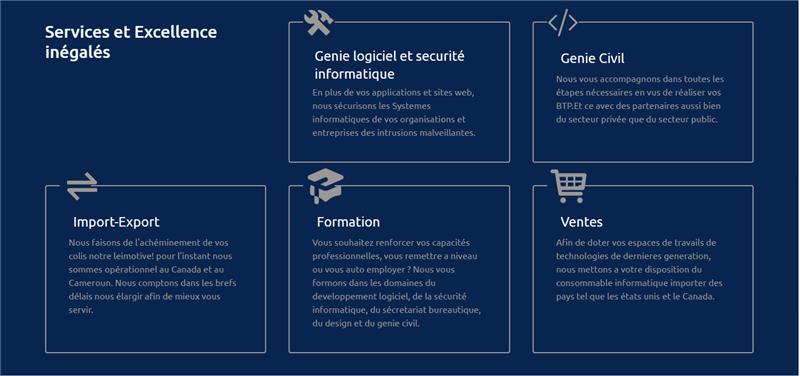 Services et Excellence
inégalés
Genie logiciel et securité
informatique
En plus de vos applications et sites web,
nous sécurisons les Systemes
informatiques de vos organisations et
entreprises des intrusions malveillantes.
Genie Civil
Nous vous accompagnons dans toutes les
étapes nécessaires en vus de réaliser vos
BTP.Et ce avec des partenaires aussi bien
du secteur privée que du secteur public.
Import-Export
Nous faisons de l'achéminement de vos
colis notre leimotive! pour l'instant nous
sommes opérationnel au Canada et au
Cameroun. Nous comptons dans les brefs
délais nous élargir afin de mieux vous
servir.
Formation
Vous souhaitez renforcer vos capacités
professionnelles, vous remettre a niveau
ou vous auto employer ? Nous vous
formons dans les domaines du
developpement logiciel, de la sécurité
informatique, du sécretariat bureautique,
du design et du genie civil.
Ventes
Afin de doter vos espaces de travails de
technologies de dernieres generation,
nous mettons a votre disposition du
consommable informatique importer des
pays tel que les états unis et le Canada.